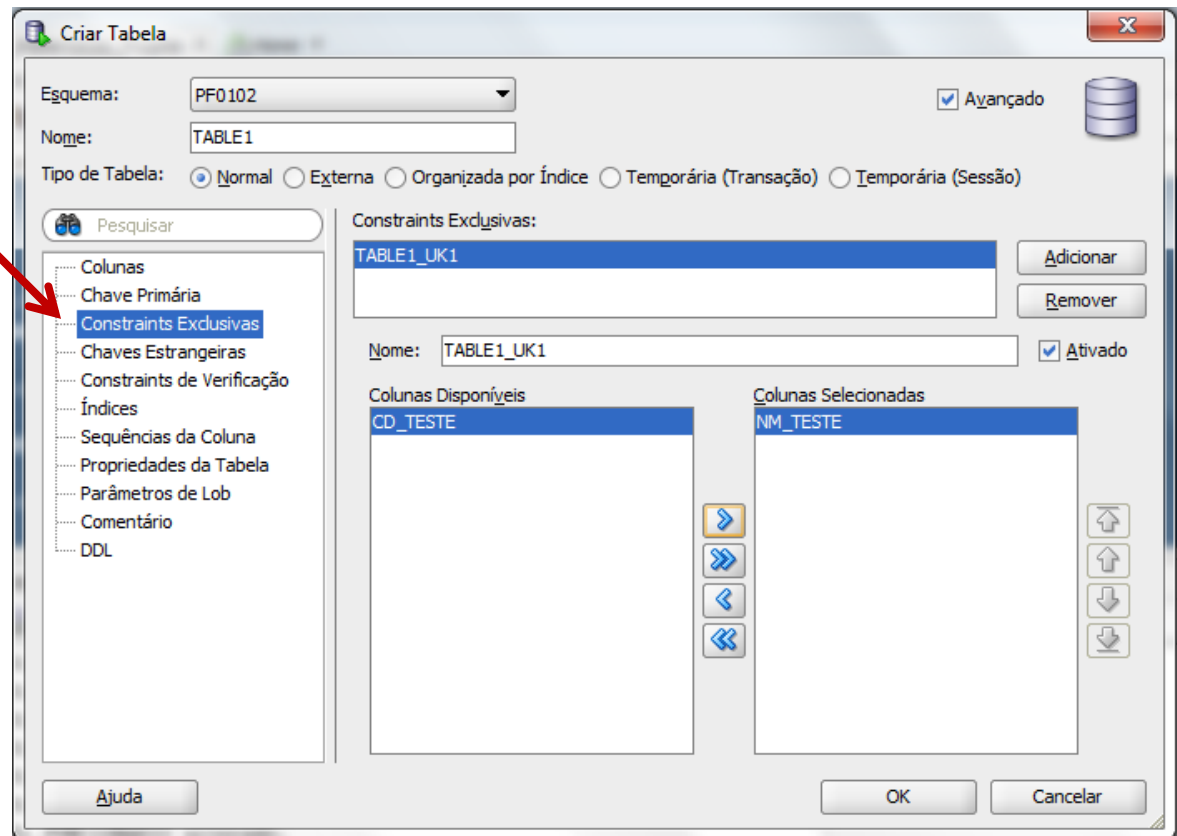 Criar Tabela
Esquema: PF0102
Avançado
Nome: TABLE1
Tipo de Tabela: Normal Externa Organizada por Índice Temporária (Transação) Temporária (Sessão)
Pesquisar
Colunas
Chave Primária
Constraints Exclusivas
Chaves Estrangeiras
Constraints de Verificação
Índices
Sequências da Coluna
Propriedades da Tabela
Parâmetros de Lob
Comentário
DDL
Constraints Exclusivas:
TABLE1_UK1
Adicionar
Remover
Nome: TABLE1_UK1
Ativado
Colunas Disponíveis
CD_TESTE
Colunas Selecionadas
NM_TESTE
Ajuda
OK
Cancelar